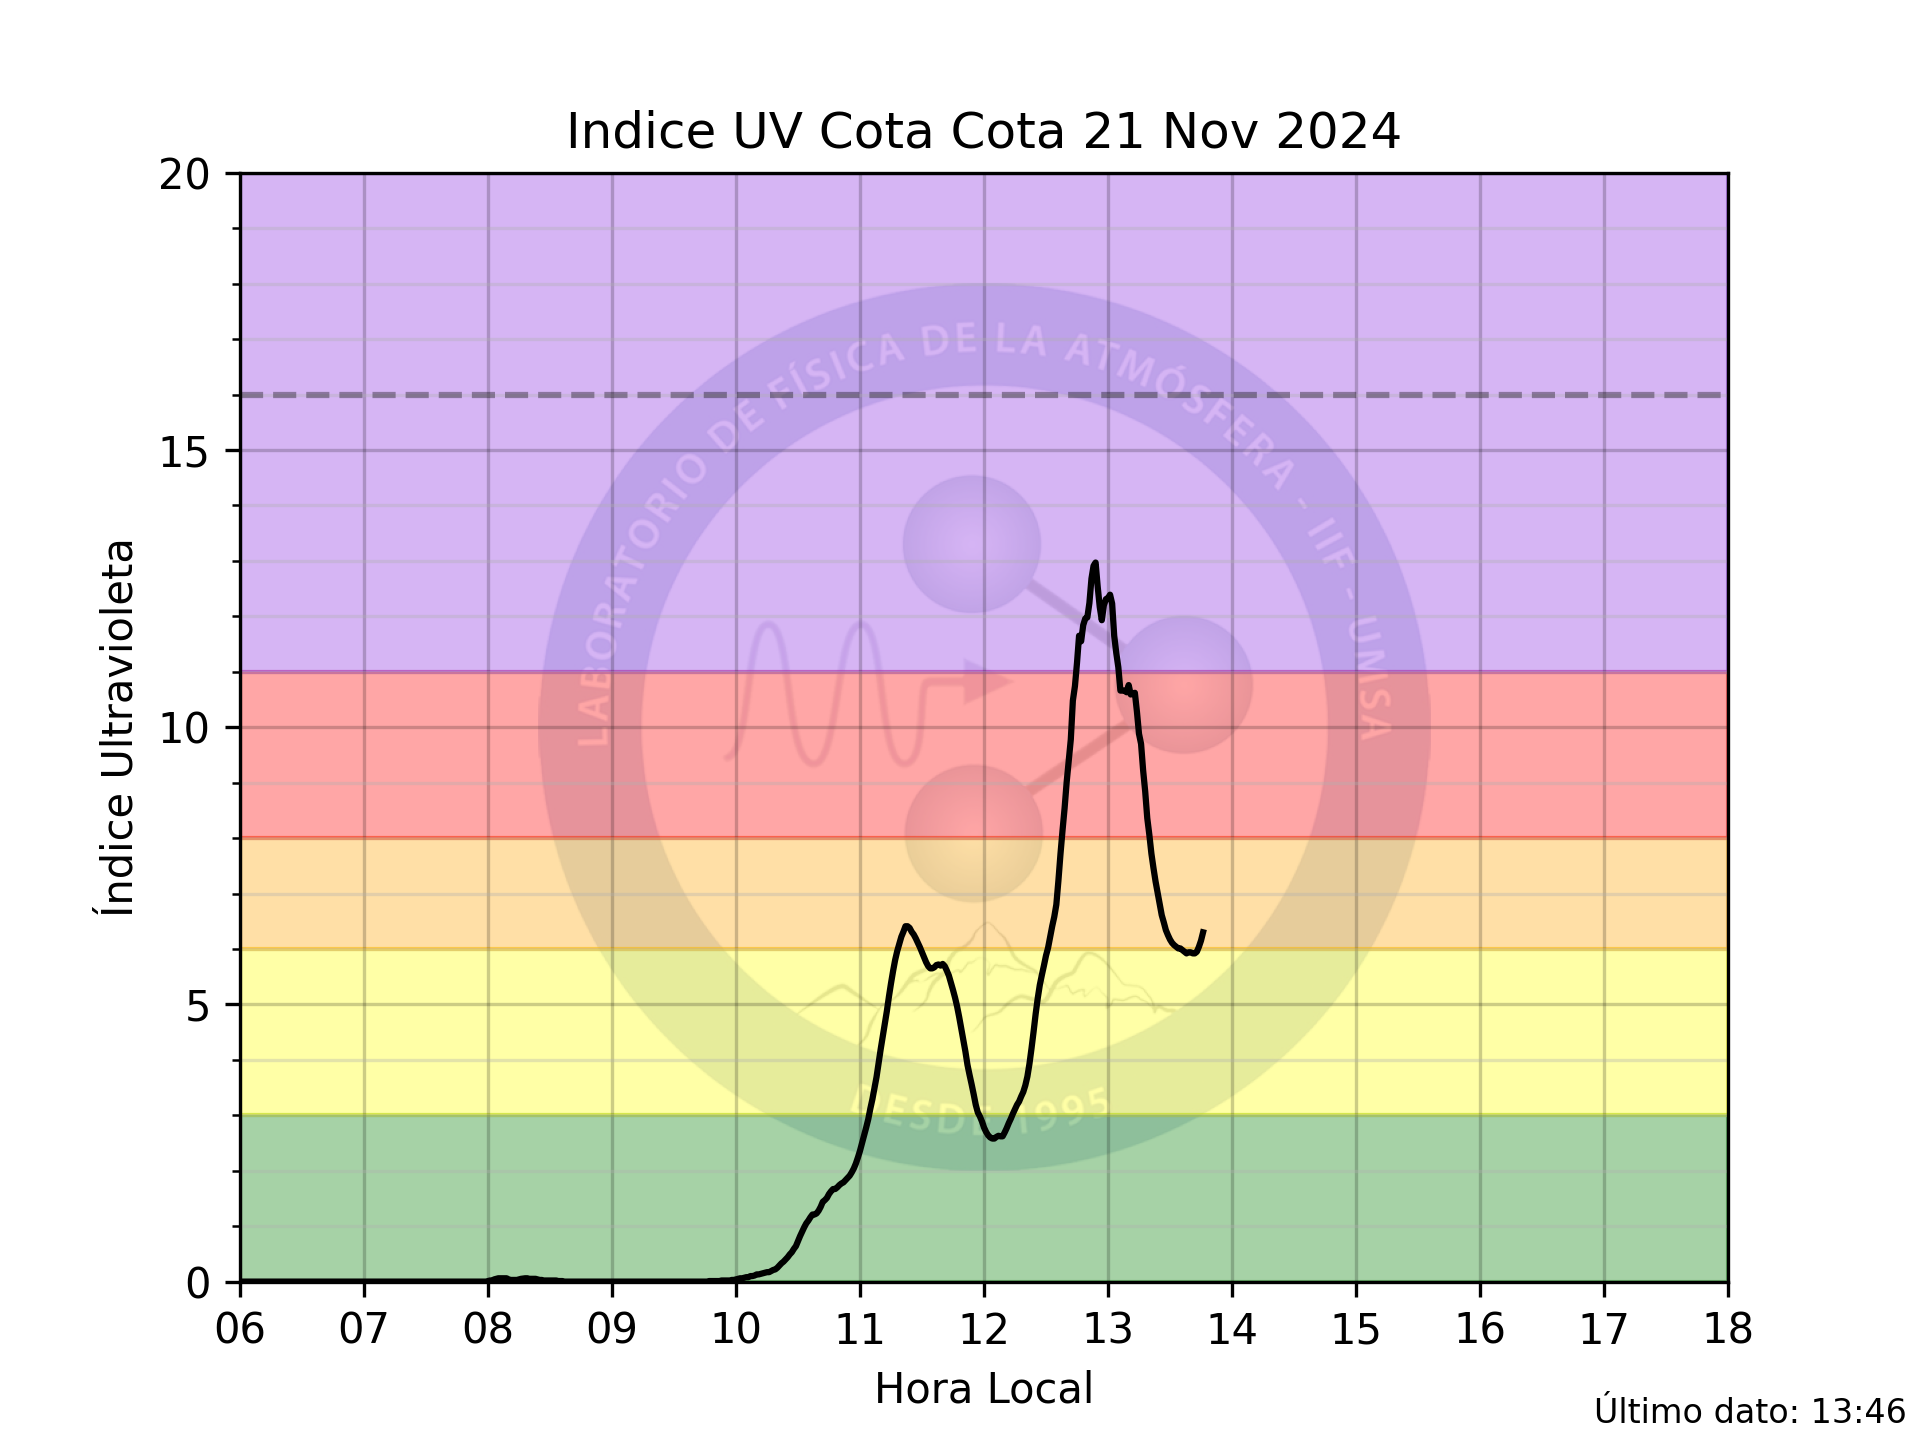 Indice UV Cota Cota 21 Nov 2024
20
15
10
5
0
Índice Ultravioleta
LABORATORIO DE FÍSICA DE LA ATMÓSFERA - IIF - UMSA
DESDE 1995
06 07 08 09 10 11 12 13 14 15 16 17 18
Hora Local
Último dato: 13:46